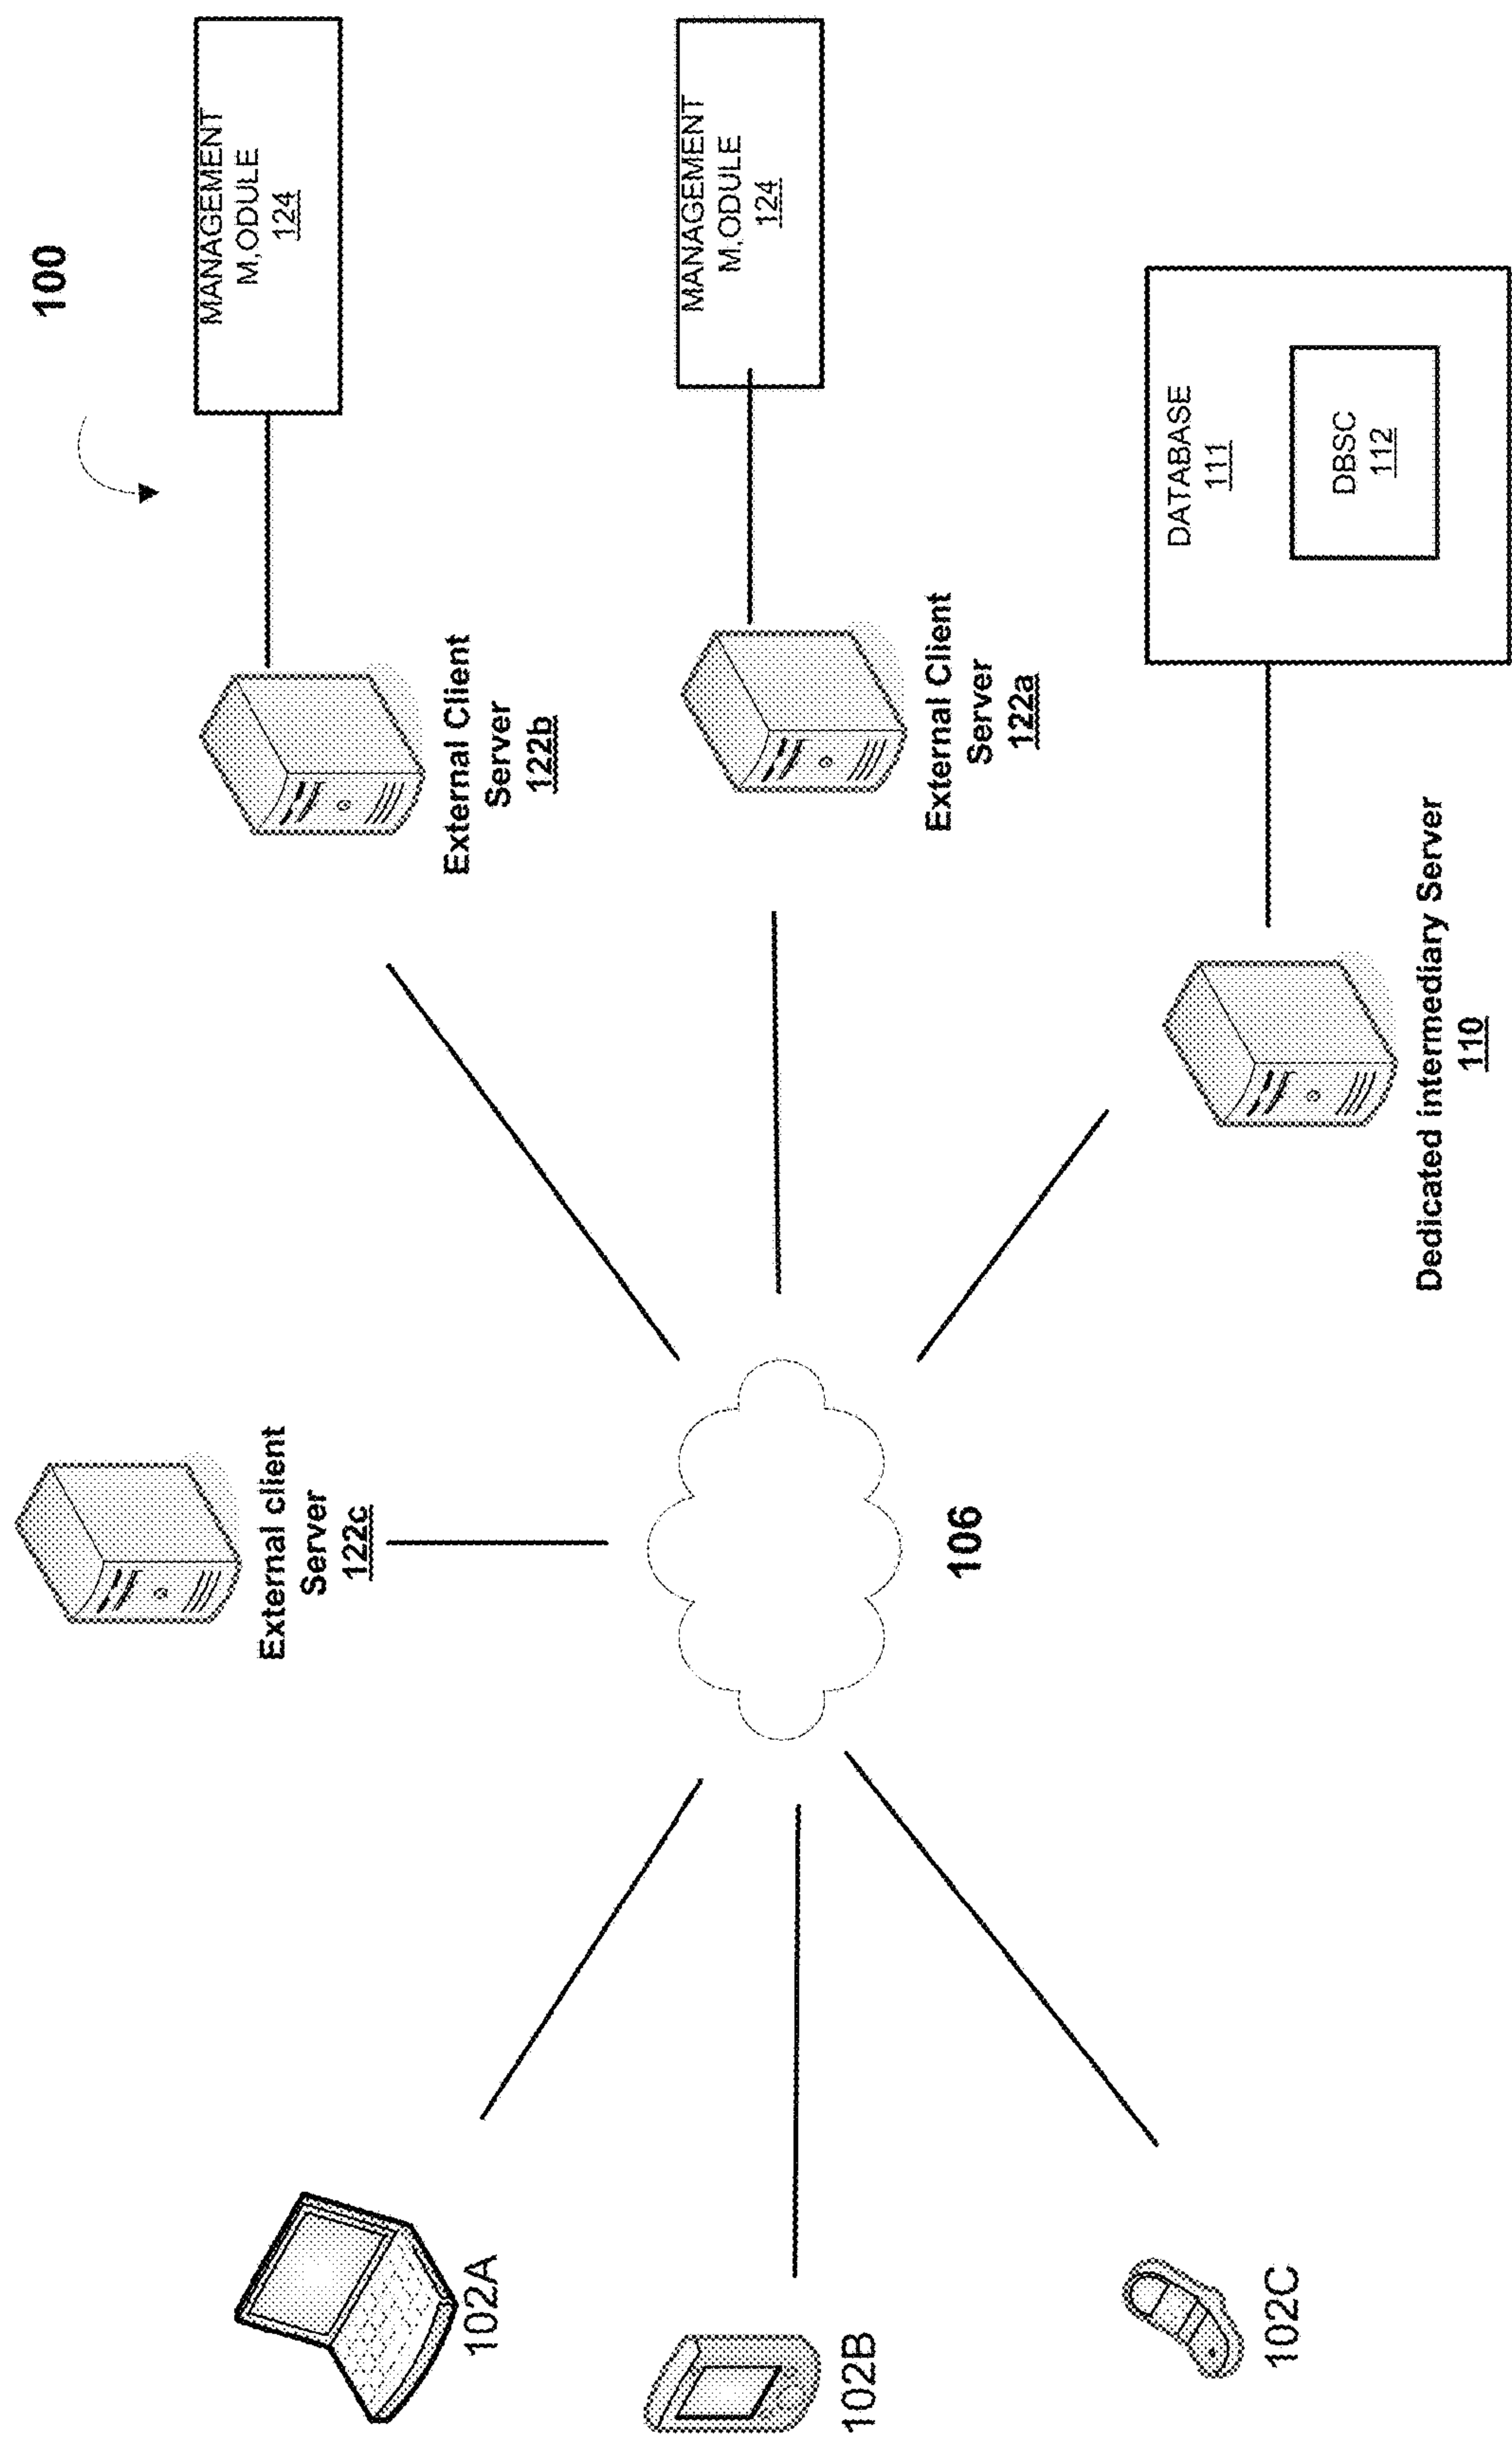 100
External client
Server
122c
MANAGEMENT
M,ODULE
124
External Client
Server
122b
MANAGEMENT
M,ODULE
124
External Client
Server
122a
102A
102B
106
DATABASE
111
DBSC
112
102C
Dedicated intermediary Server
110